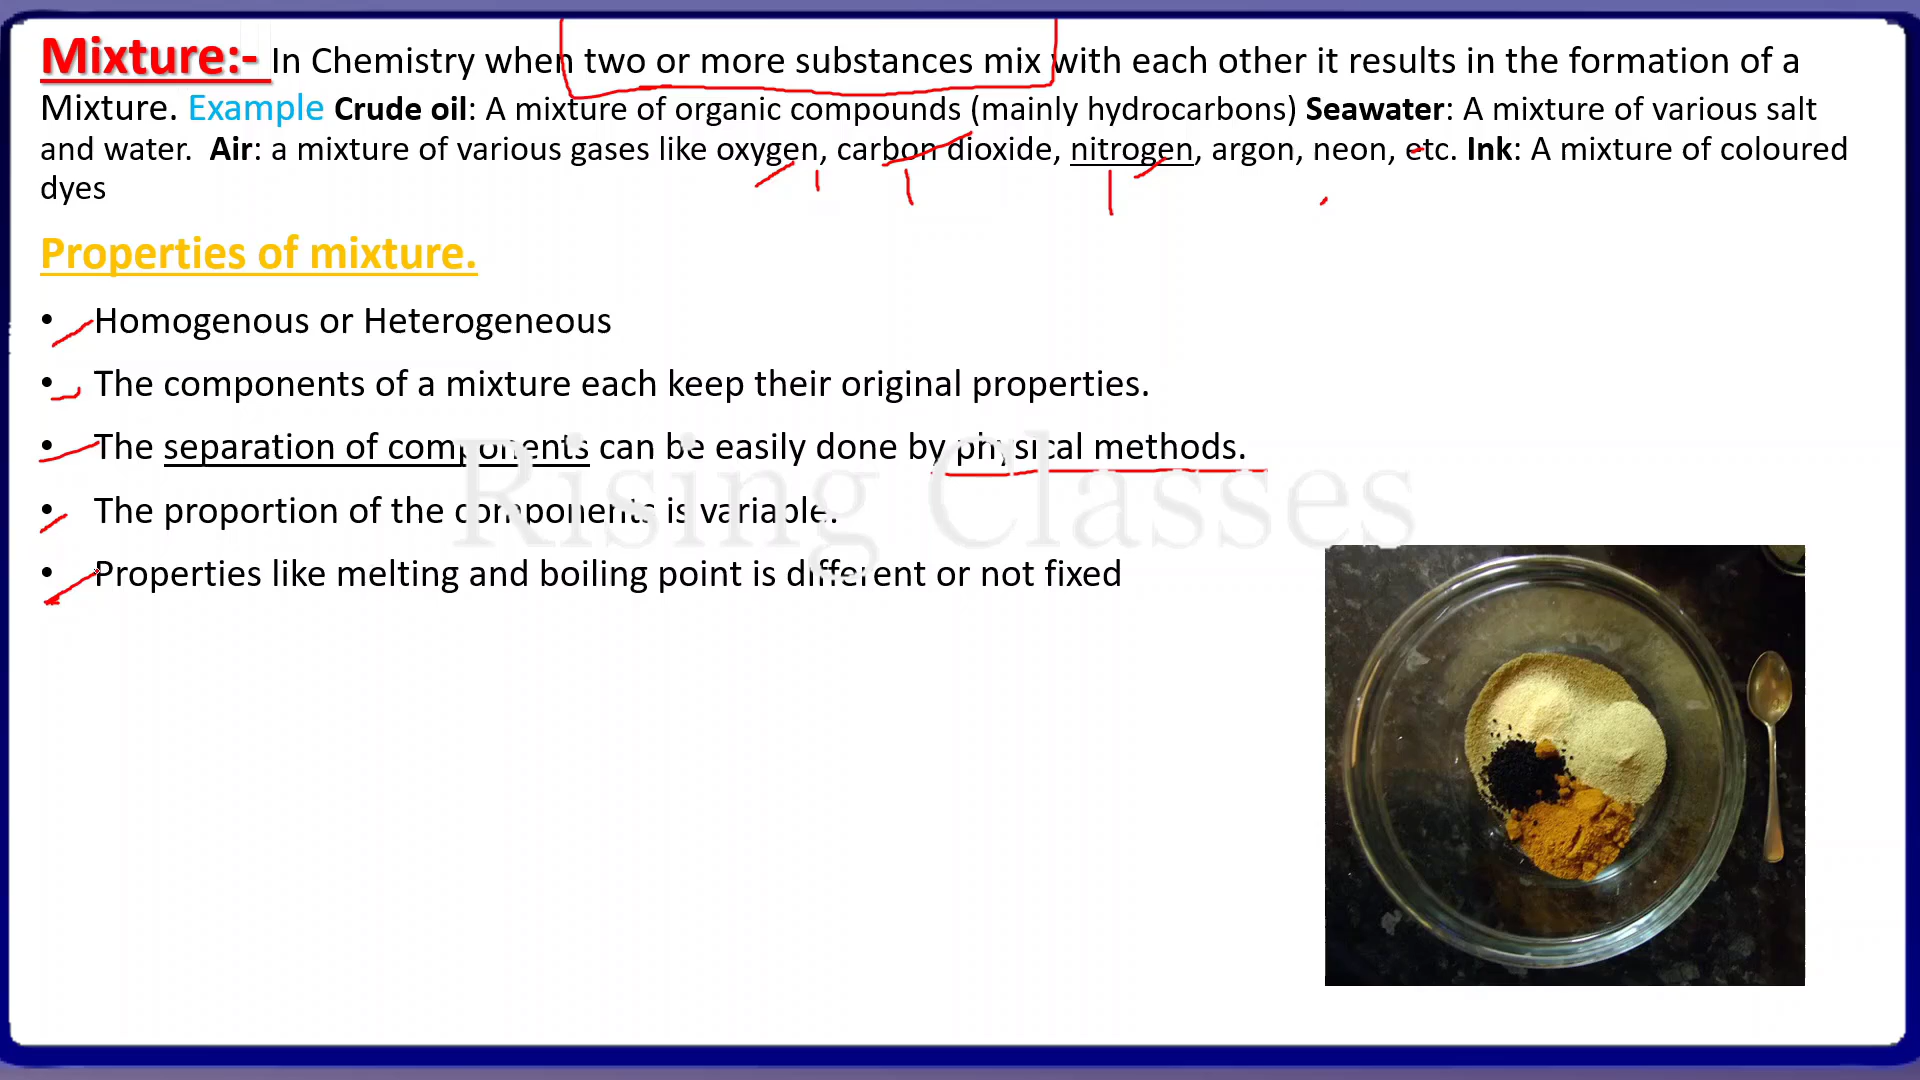 Mixture:- In Chemistry when two or more substances mix with each other it results in the formation of a
Mixture. Example Crude oil: A mixture of organic compounds (mainly hydrocarbons) Seawater: A mixture of various salt
and water. Air: a mixture of various gases like oxygen, carbon dioxide, nitrogen, argon, neon, etc. Ink: A mixture of coloured
dyes
Properties of mixture.
• Homogenous or Heterogeneous
• The components of a mixture each keep their original properties.
• The separation of components can be easily done by physical methods.
• The proportion of the components is variable.
• Properties like melting and boiling point is different or not fixed
Rising Classes